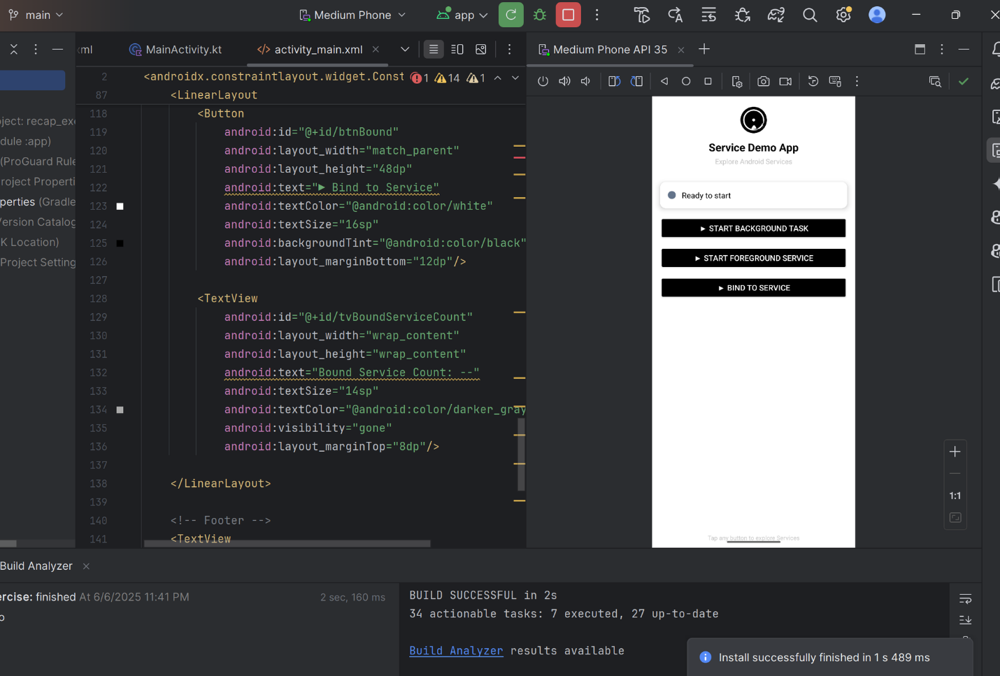 main
Medium Phone
app
ml
MainActivity.kt
activity_main.xml
Medium Phone API 35
2
<androidx.constraintlayout.widget.Const
1
14
1
87
<LinearLayout
118
<Button
119
android:id="@+id/btnBound"
120
android:layout_width="match_parent"
121
android:layout_height="48dp"
122
android:text="▶ Bind to Service"
123
android:textColor="@android:color/white"
124
android:textSize="16sp"
125
android:backgroundTint="@android:color/black"
126
android:layout_marginBottom="12dp"/>
127
128
<TextView
129
android:id="@+id/tvBoundServiceCount"
130
android:layout_width="wrap_content"
131
android:layout_height="wrap_content"
132
android:text="Bound Service Count: --"
133
android:textSize="14sp"
134
android:textColor="@android:color/darker_gray
135
android:visibility="gone"
136
android:layout_marginTop="8dp"/>
137
138
</LinearLayout>
139
140
<!-- Footer -->
141
<TextView
ject: recap_exe
dule :app)
(ProGuard Rule
roject Properti
perties (Gradle
ersion Catalog
K Location)
Project Setting
Service Demo App
Explore Android Services
Ready to start
▶ START BACKGROUND TASK
▶ START FOREGROUND SERVICE
▶ BIND TO SERVICE
Tap any button to explore Services
1:1
Build Analyzer
rcise: finished At 6/6/2025 11:41 PM
2 sec, 160 ms
o
BUILD SUCCESSFUL in 2s
34 actionable tasks: 7 executed, 27 up-to-date
Build Analyzer results available
Install successfully finished in 1 s 489 ms